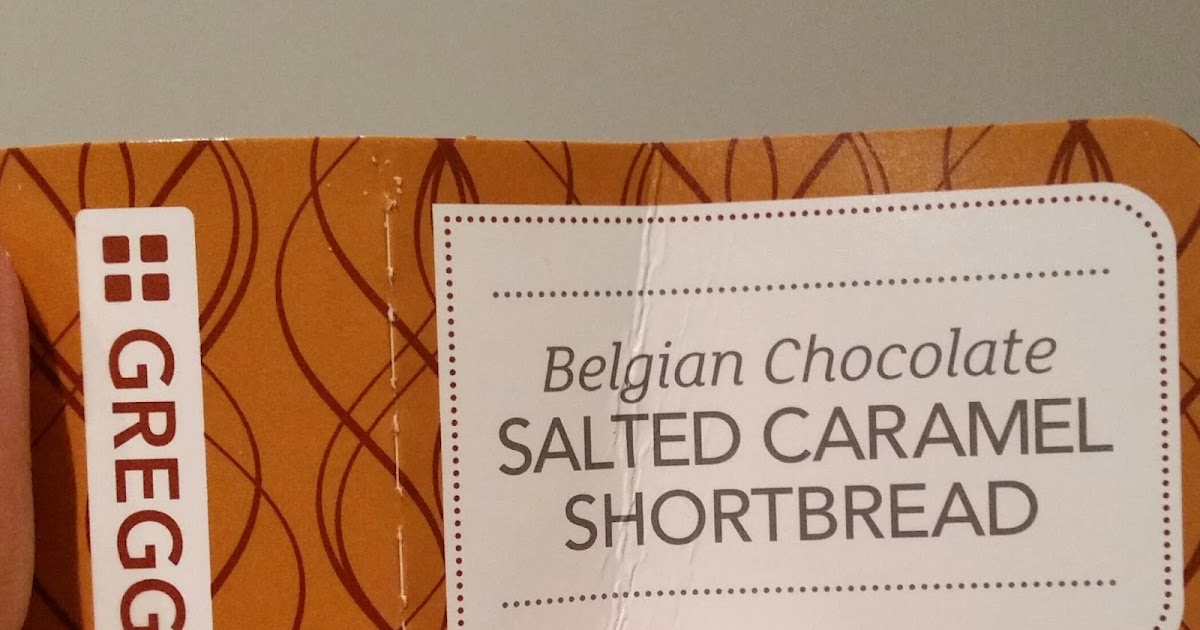 GREGG
Belgian Chocolate
SALTED CARAMEL
SHORTBREAD